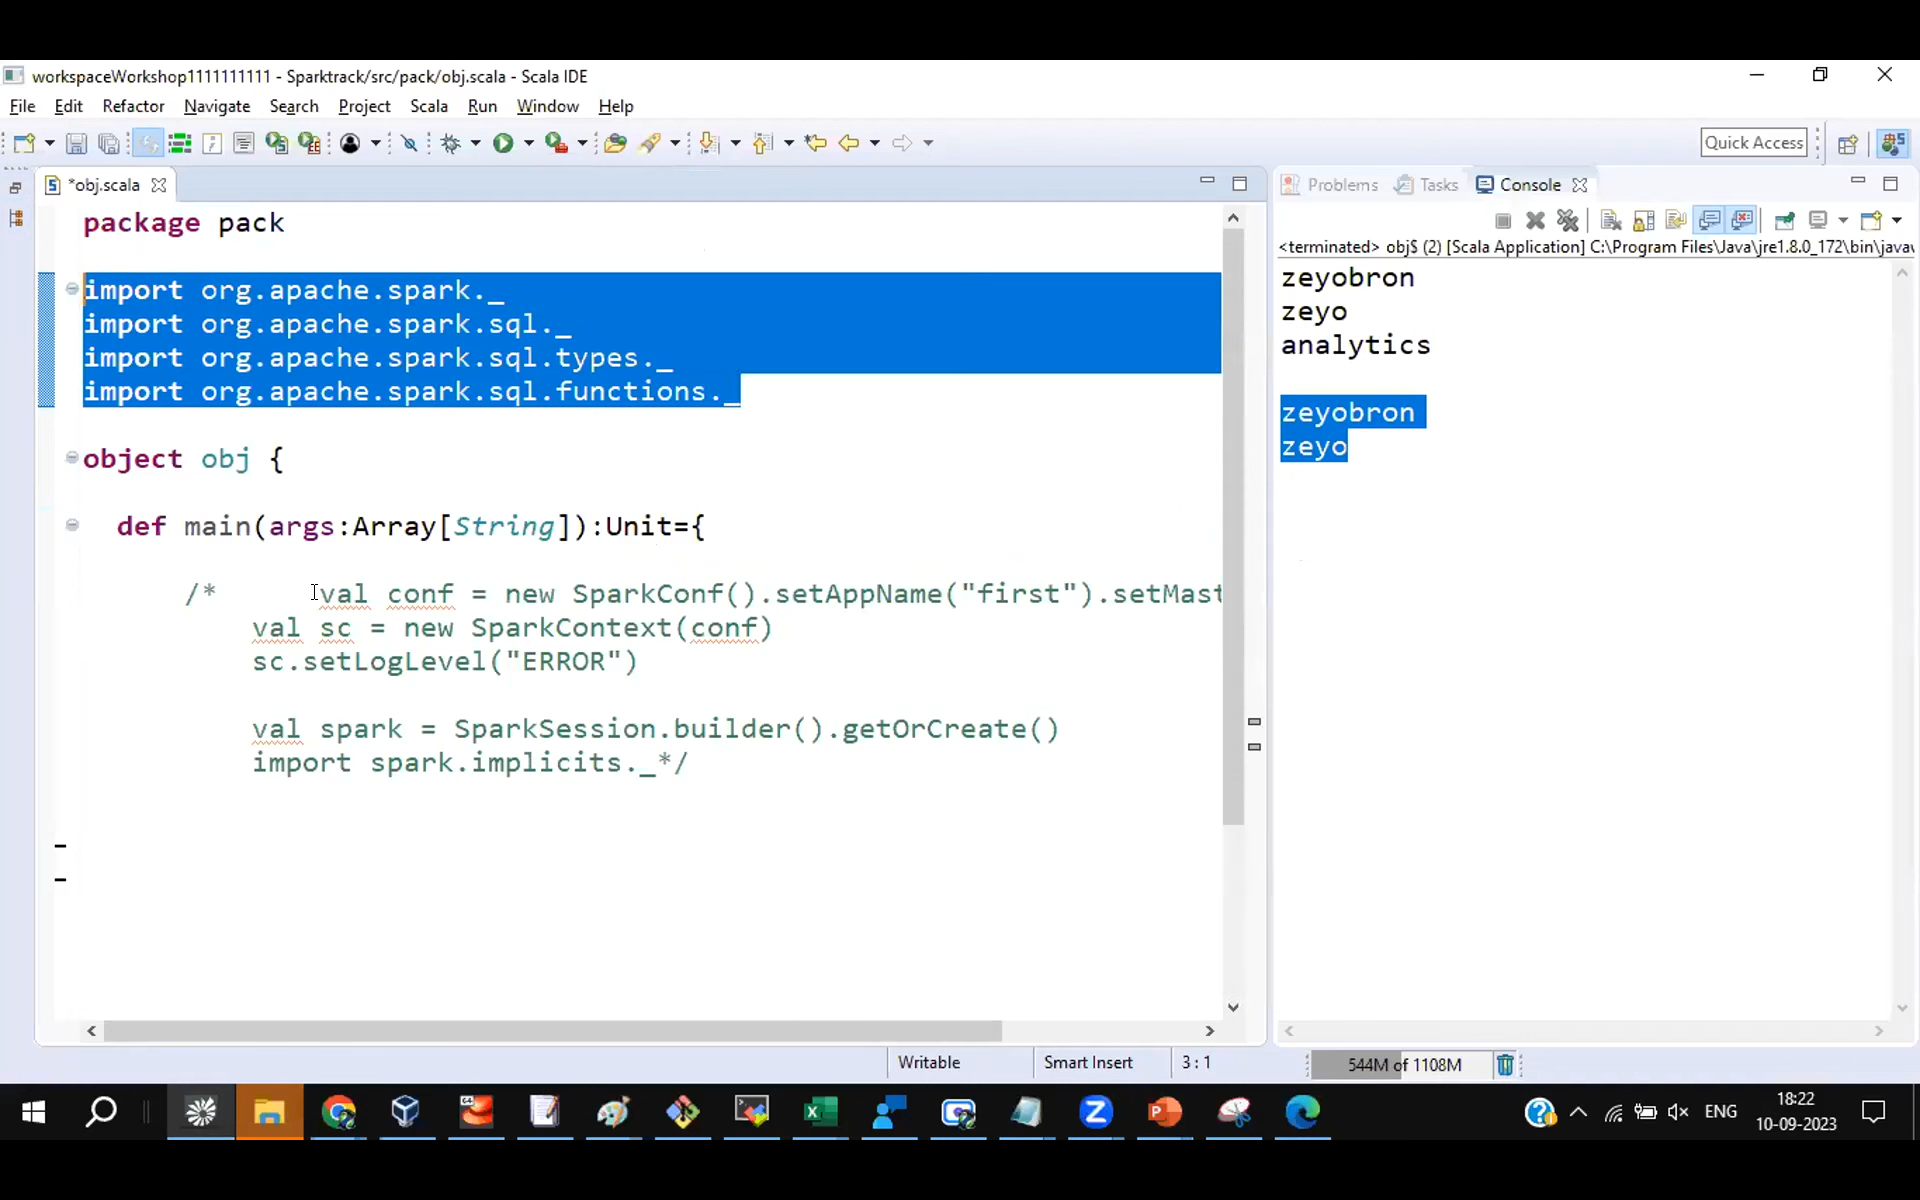 workspaceWorkshop1111111111 - Sparktrack/src/pack/obj.scala - Scala IDE
File Edit Refactor Navigate Search Project Scala Run Window Help
Quick Access
*obj.scala
package pack
import org.apache.spark._
import org.apache.spark.sql._
import org.apache.spark.sql.types._
import org.apache.spark.sql.functions._
object obj {
def main(args:Array[String]):Unit={
/* val conf = new SparkConf().setAppName("first").setMast
val sc = new SparkContext(conf)
sc.setLogLevel("ERROR")
val spark = SparkSession.builder().getOrCreate()
import spark.implicits._*/
Problems Tasks Console
<terminated> obj$ (2) [Scala Application] C:\Program Files\Java\jre1.8.0_172\bin\javav
zeyobron
zeyo
analytics
zeyobron
zeyo
Writable Smart Insert 3 : 1 544M of 1108M
ENG
18:22
10-09-2023